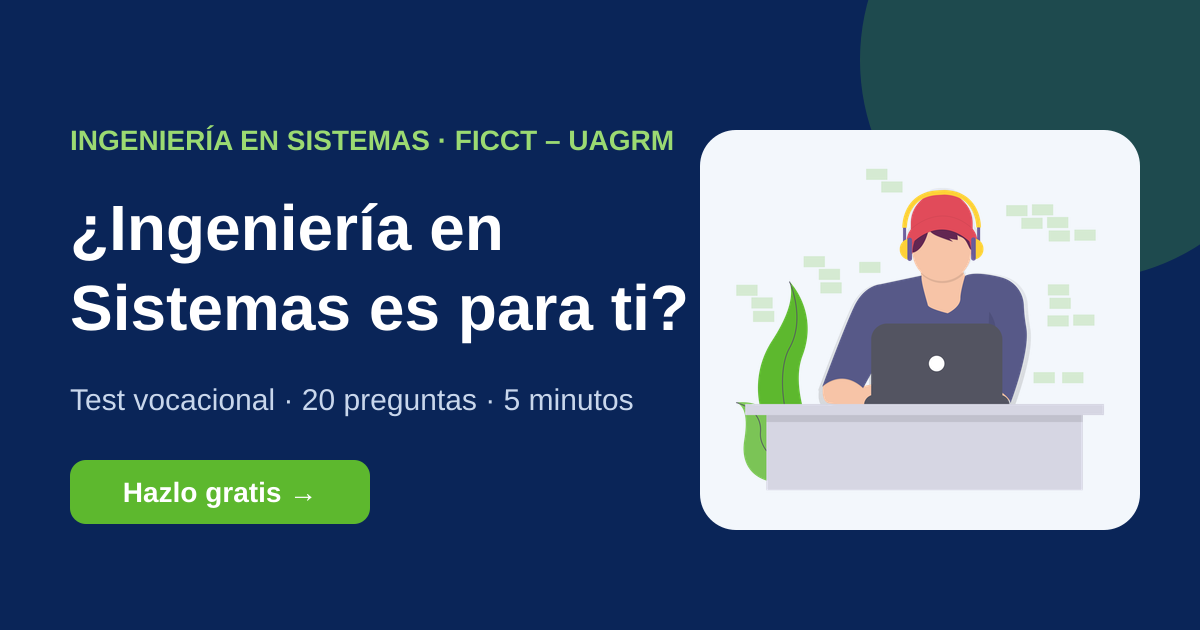 INGENIERÍA EN SISTEMAS · FICCT – UAGRM
¿Ingeniería en
Sistemas es para ti?
Test vocacional · 20 preguntas · 5 minutos
Hazlo gratis →